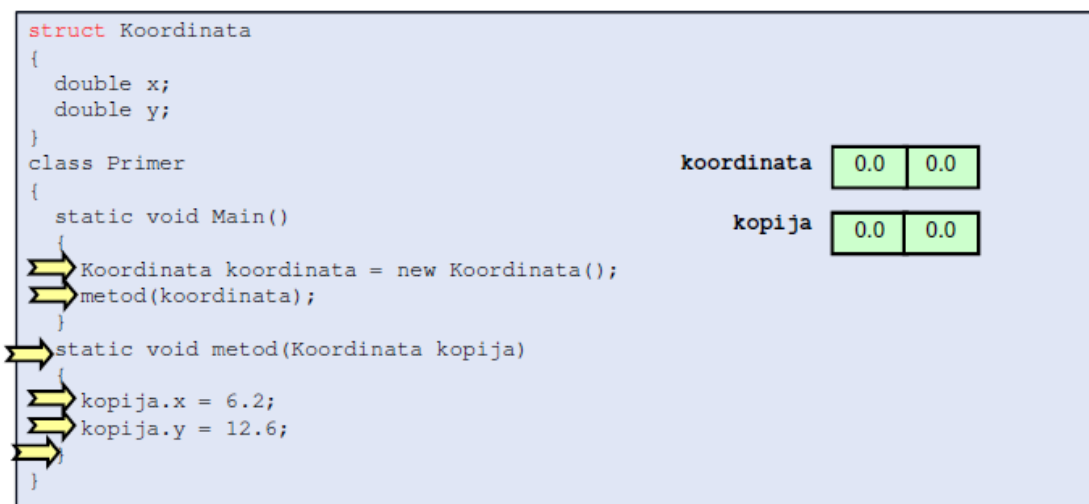 struct Koordinata
{
double x;
double y;
}
class Primer
{
static void Main()
{
Koordinata koordinata = new Koordinata();
metod(koordinata);
}
static void metod(Koordinata kopija)
{
kopija.x = 6.2;
kopija.y = 12.6;
}
}
koordinata 0.0 0.0
kopija 0.0 0.0